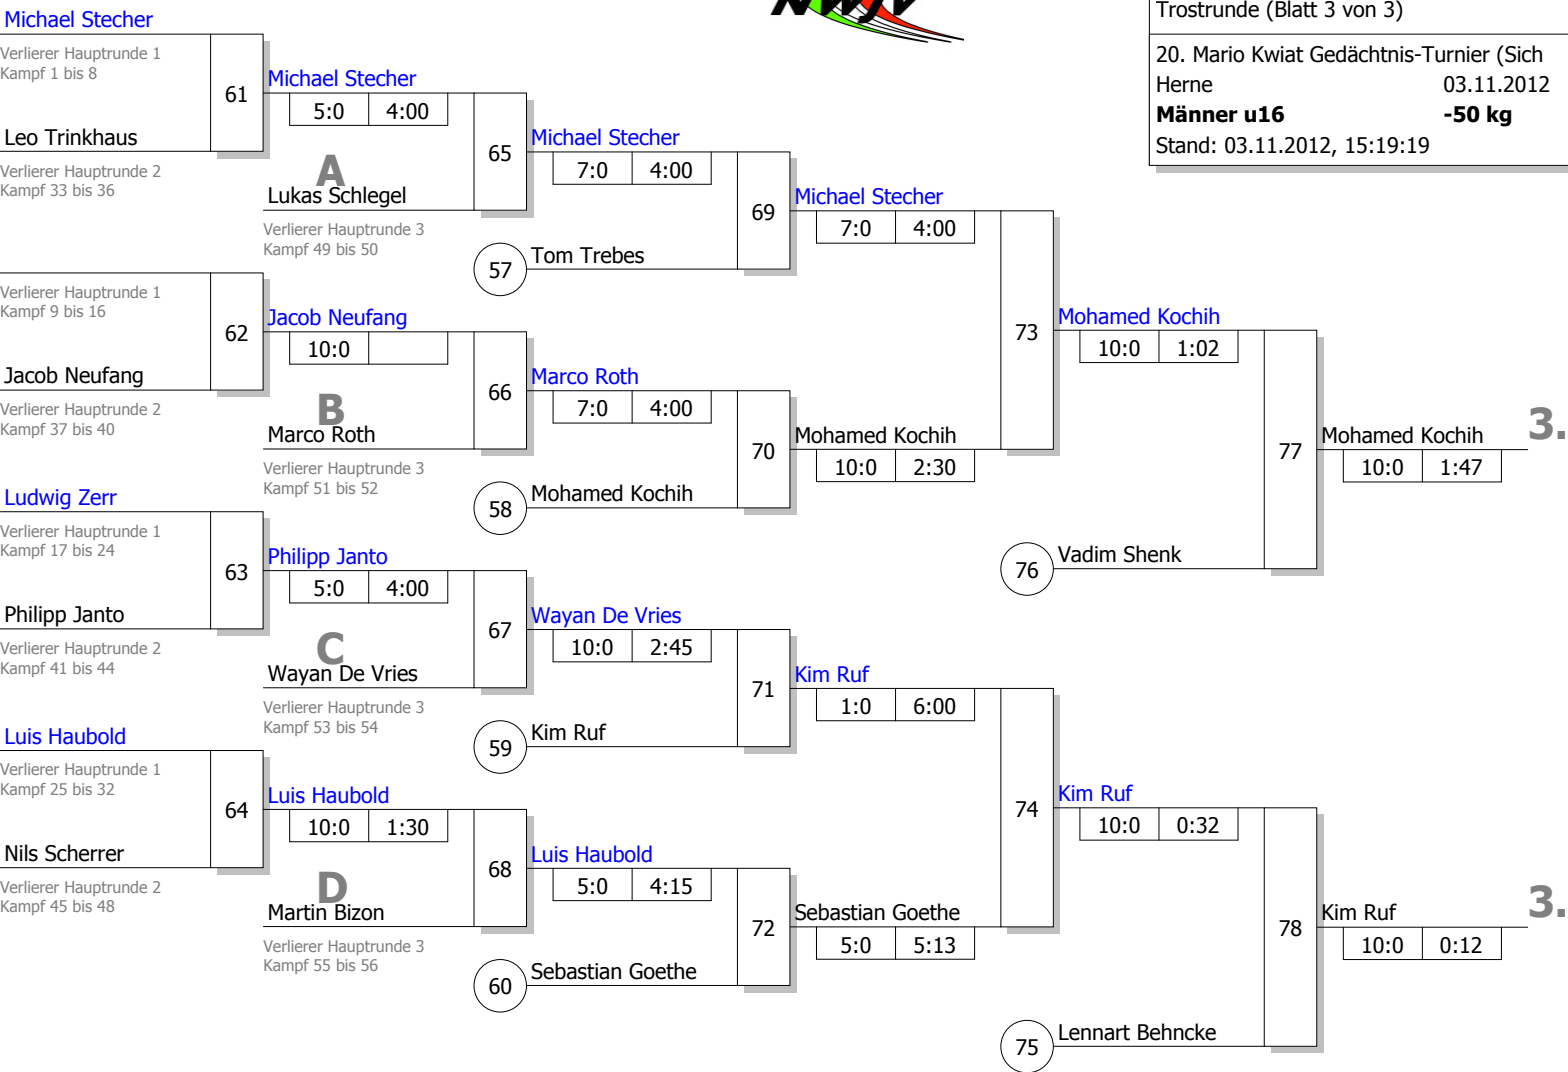 NWJV
Trostrunde (Blatt 3 von 3)
20. Mario Kwiat Gedächtnis-Turnier (Sich
Herne 03.11.2012
Männer u16 -50 kg
Stand: 03.11.2012, 15:19:19
Michael Stecher
Verlierer Hauptrunde 1
Kampf 1 bis 8
61
Leo Trinkhaus
Verlierer Hauptrunde 2
Kampf 33 bis 36
Michael Stecher
5:0 4:00
A
65
Lukas Schlegel
Verlierer Hauptrunde 3
Kampf 49 bis 50
Michael Stecher
7:0 4:00
69
57 Tom Trebes
Michael Stecher
7:0 4:00
Verlierer Hauptrunde 1
Kampf 9 bis 16
62
Jacob Neufang
Verlierer Hauptrunde 2
Kampf 37 bis 40
Jacob Neufang
10:0
B
66
Marco Roth
Verlierer Hauptrunde 3
Kampf 51 bis 52
Marco Roth
7:0 4:00
70
58 Mohamed Kochih
Mohamed Kochih
10:0 2:30
73
Mohamed Kochih
10:0 1:02
77
76 Vadim Shenk
Mohamed Kochih
10:0 1:47
3.
Ludwig Zerr
Verlierer Hauptrunde 1
Kampf 17 bis 24
63
Philipp Janto
Verlierer Hauptrunde 2
Kampf 41 bis 44
Philipp Janto
5:0 4:00
C
67
Wayan De Vries
Verlierer Hauptrunde 3
Kampf 53 bis 54
Wayan De Vries
10:0 2:45
71
59 Kim Ruf
Kim Ruf
1:0 6:00
Luis Haubold
Verlierer Hauptrunde 1
Kampf 25 bis 32
64
Nils Scherrer
Verlierer Hauptrunde 2
Kampf 45 bis 48
Luis Haubold
10:0 1:30
D
68
Martin Bizon
Verlierer Hauptrunde 3
Kampf 55 bis 56
Luis Haubold
5:0 4:15
72
60 Sebastian Goethe
Sebastian Goethe
5:0 5:13
74
Kim Ruf
10:0 0:32
78
75 Lennart Behncke
Kim Ruf
10:0 0:12
3.